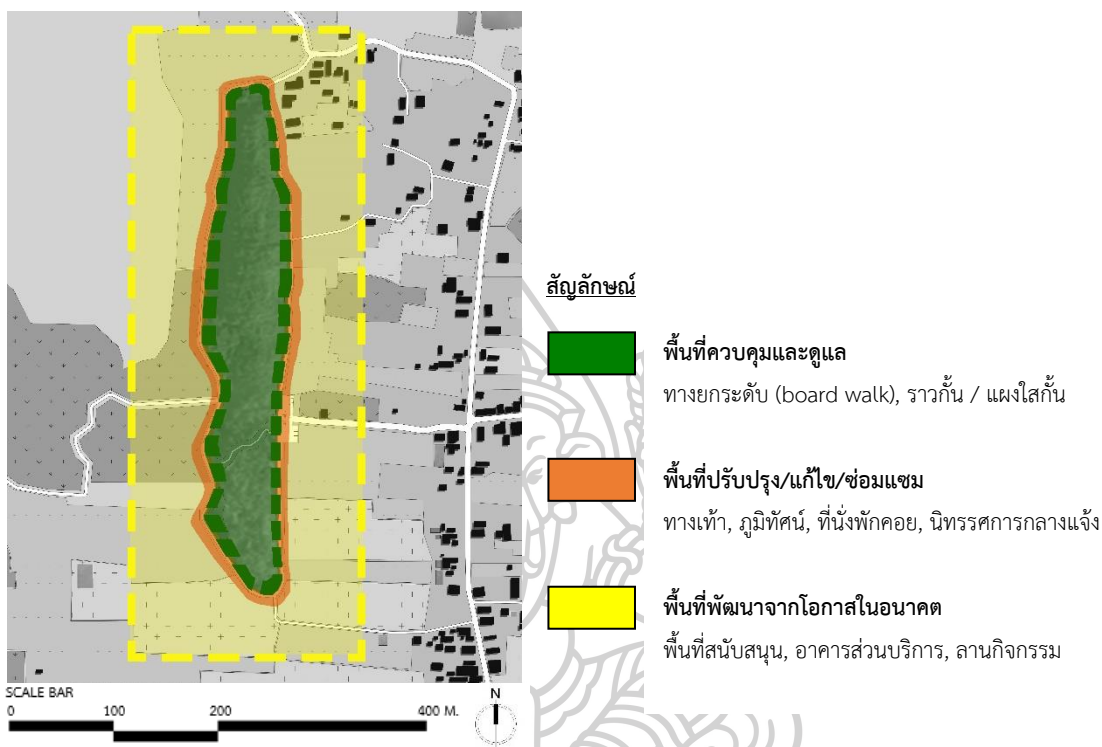 สัญลักษณ์
พื้นที่ควบคุมและดูแล
ทางยกระดับ (board walk), ราวกั้น / แผงใสกั้น
พื้นที่ปรับปรุง/แก้ไข/ซ่อมแซม
ทางเท้า, ภูมิทัศน์, ที่นั่งพักคอย, นิทรรศการกลางแจ้ง
พื้นที่พัฒนาจากโอกาสในอนาคต
พื้นที่สนับสนุน, อาคารส่วนบริการ, ลานกิจกรรม
SCALE BAR
0 100 200 400 M.
N